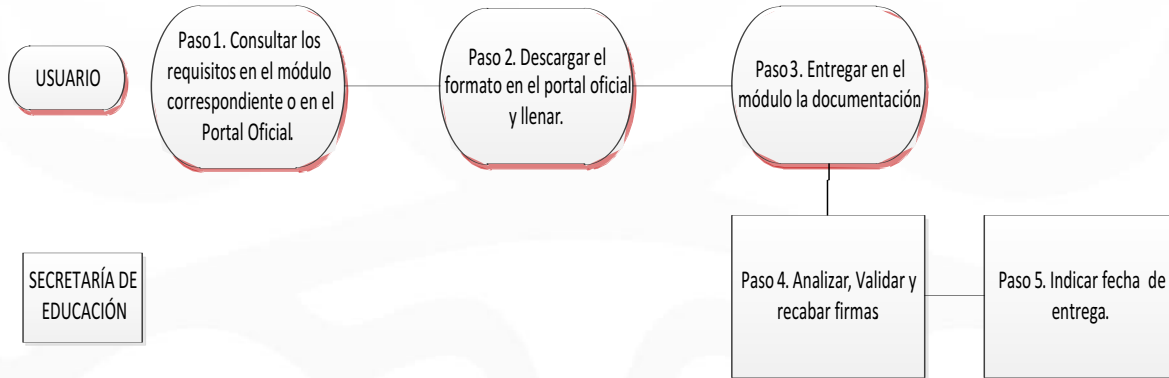 USUARIO
Paso 1. Consultar los
requisitos en el módulo
correspondiente o en el
Portal Oficial.
Paso 2. Descargar el
formato en el portal oficial
y llenar.
Paso 3. Entregar en el
módulo la documentación.
SECRETARÍA DE
EDUCACIÓN
Paso 4. Analizar, Validar y
recabar firmas
Paso 5. Indicar fecha de
entrega.